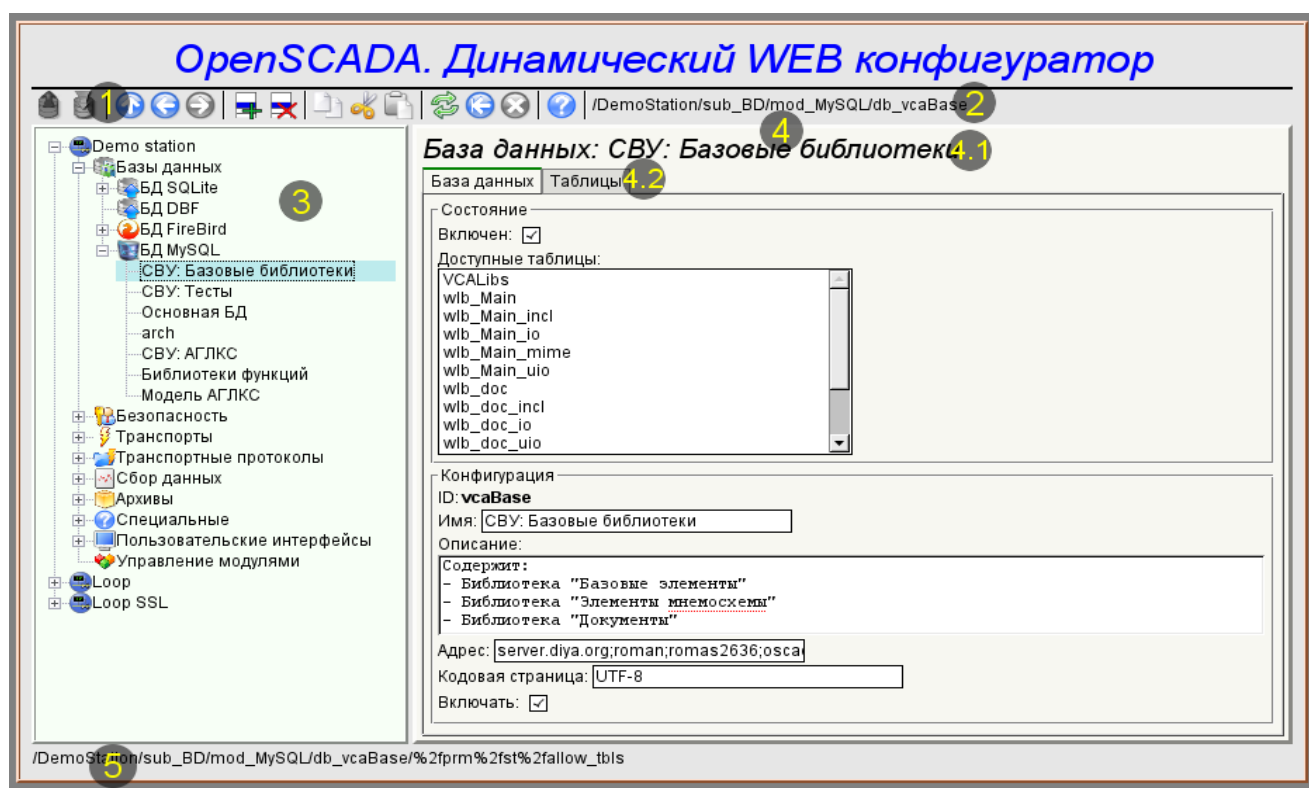 OpenSCADA. Динамический WEB конфигуратор
1
/DemoStation/sub_BD/mod_MySQL/db_vcaBase
2
Demo station
Базы данных
БД SQLite
БД DBF
БД FireBird
БД MySQL
СВУ: Базовые библиотеки
СВУ: Тесты
Основная БД
arch
СВУ: АГЛКС
Библиотеки функций
Модель АГЛКС
Безопасность
Транспорты
Транспортные протоколы
Сбор данных
Архивы
Специальные
Пользовательские интерфейсы
Управление модулями
Loop
Loop SSL
3
4
База данных: СВУ: Базовые библиотеки
4.1
База данных Таблицы
4.2
Состояние
Включен:
Доступные таблицы:
VCALibs
wlb_Main
wlb_Main_incl
wlb_Main_io
wlb_Main_mime
wlb_Main_uio
wlb_doc
wlb_doc_incl
wlb_doc_io
wlb_doc_uio
Конфигурация
ID: vcaBase
Имя: СВУ: Базовые библиотеки
Описание:
Содержит:
- Библиотека "Базовые элементы"
- Библиотека "Элементы мнемосхемы"
- Библиотека "Документы"
Адрес: server.diya.org;roman;romas2636;osca
Кодовая страница: UTF-8
Включать:
/DemoStation/sub_BD/mod_MySQL/db_vcaBase/%2fprm%2fst%2fallow_tbls
5